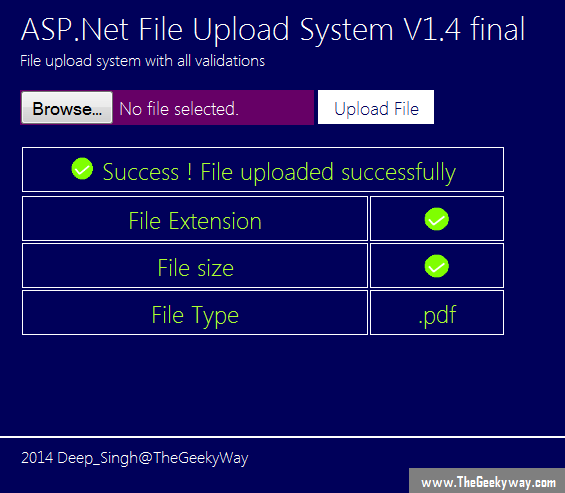 ASP.Net File Upload System V1.4 final
File upload system with all validations
Browse... No file selected. Upload File
Success ! File uploaded successfully
File Extension
File size
File Type .pdf
2014 Deep_Singh@TheGeekyWay
www.TheGeekyway.com